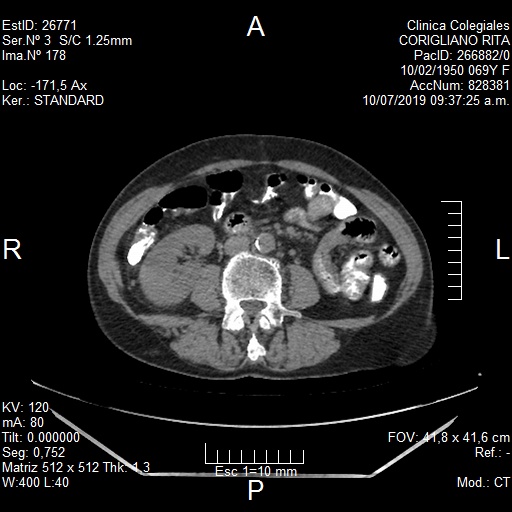 EstID: 26771
Ser.Nº 3 S/C 1.25mm
Ima.Nº 178
Loc: -171,5 Ax
Ker.: STANDARD
A
Clinica Colegiales
CORIGLIANO RITA
PacID: 266882/0
10/02/1950 069Y F
AccNum: 828381
10/07/2019 09:37:25 a.m.
R
L
KV: 120
mA: 80
Tilt: 0.000000
Seg: 0,752
Matriz 512 x 512 Thk: 1.3
W:400 L:40
Esc 1=10 mm
P
FOV: 41,8 x 41,6 cm
Ref.: -
Mod.: CT